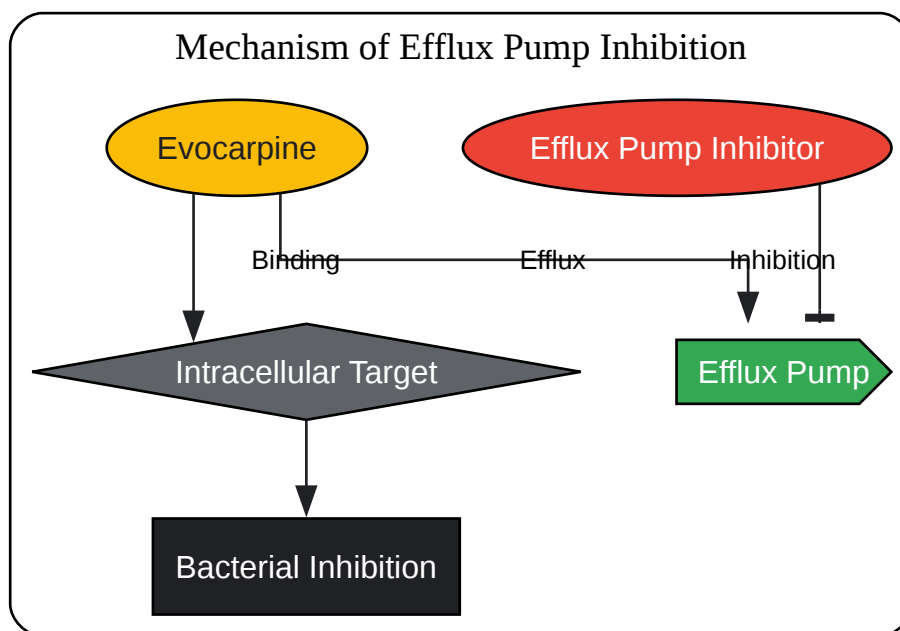 Mechanism of Efflux Pump Inhibition
Evocarpine
Efflux Pump Inhibitor
Binding
Efflux
Inhibition
Intracellular Target
Efflux Pump
Bacterial Inhibition